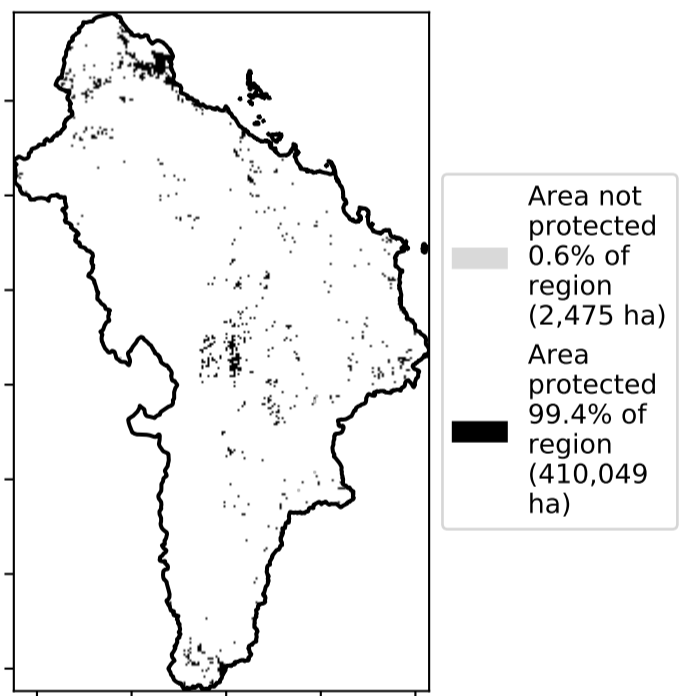 Area not
protected
0.6% of
region
(2,475 ha)
Area
protected
99.4% of
region
(410,049
ha)